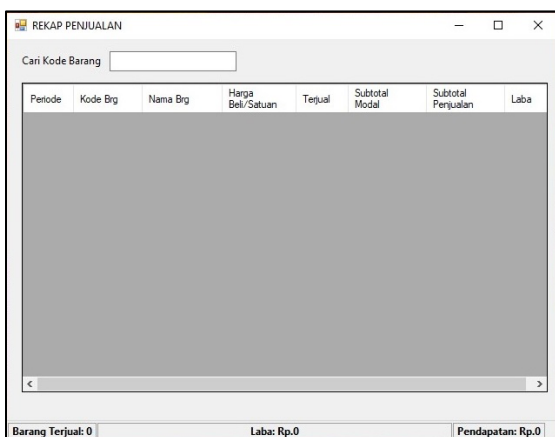 REKAP PENJUALAN
Cari Kode Barang
Periode Kode Brg Nama Brg Harga Beli/Satuan Terjual Subtotal Modal Subtotal Penjualan Laba
Barang Terjual: 0 Laba: Rp.0 Pendapatan: Rp.0